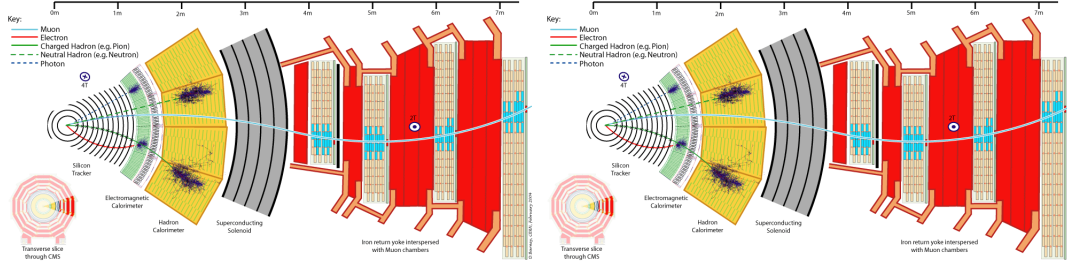 0m 1m 2m 3m 4m 5m 6m 7m
Key:
Muon
Electron
Charged Hadron (e.g. Pion)
Neutral Hadron (e.g. Neutron)
Photon
4T
2T
Silicon
Tracker
Electromagnetic
Calorimeter
Hadron
Calorimeter
Superconducting
Solenoid
Iron return yoke interspersed
with Muon chambers
Transverse slice
through CMS
D Barney, CERN, February 2004
0m 1m 2m 3m 4m 5m 6m 7m
Key:
Muon
Electron
Charged Hadron (e.g. Pion)
Neutral Hadron (e.g. Neutron)
Photon
4T
2T
Silicon
Tracker
Electromagnetic
Calorimeter
Hadron
Calorimeter
Superconducting
Solenoid
Iron return yoke interspersed
with Muon chambers
Transverse slice
through CMS